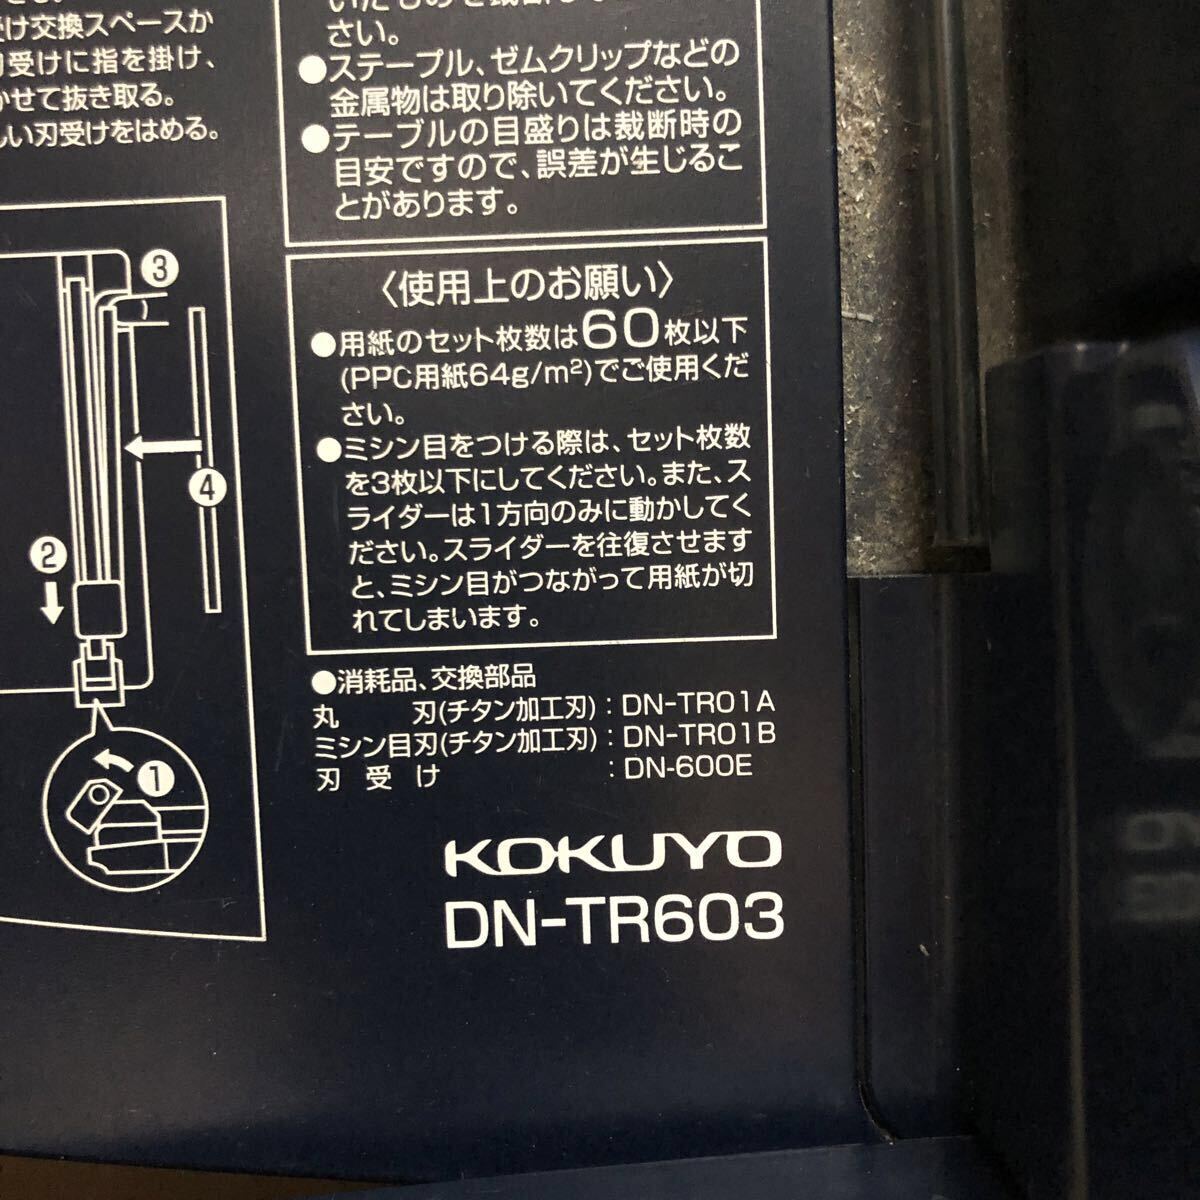 け交換スペースか
受けに指を掛け、
かせて抜き取る。
しい刃受けをはめる。
さい。
●ステープル、ゼムクリップなどの
金属物は取り除いてください。
●テーブルの目盛りは裁断時の
目安ですので、誤差が生じるこ
とがあります。
③
④
②
①
〈使用上のお願い〉
●用紙のセット枚数は60枚以下
(PPC用紙64g/m²)でご使用くだ
さい。
●ミシン目をつける際は、セット枚数
を3枚以下にしてください。また、ス
ライダーは1方向のみに動かしてく
ださい。スライダーを往復させます
と、ミシン目がつながって用紙が切
れてしまいます。
●消耗品、交換部品
丸　　刃(チタン加工刃)：DN-TR01A
ミシン目刃(チタン加工刃)：DN-TR01B
刃 受 け　　　　　　：DN-600E
KOKUYO
DN-TR603